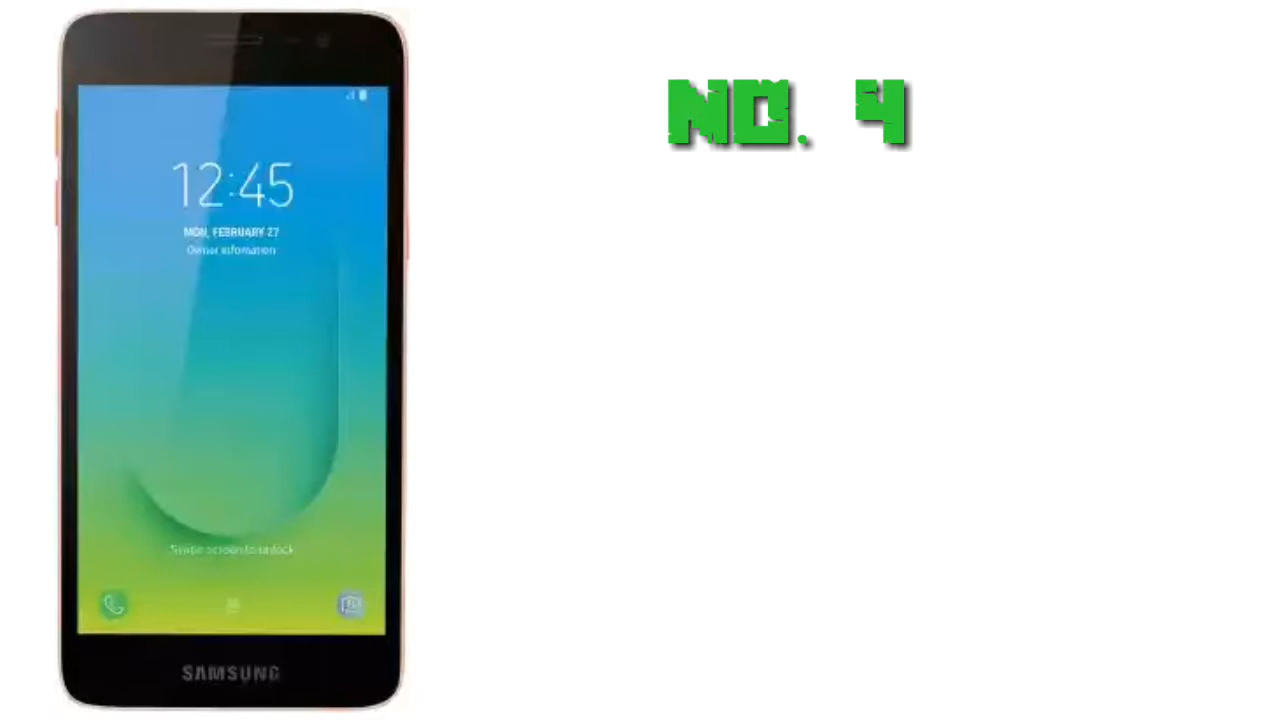 NO. 4
12:45
MON, FEBRUARY 27
Owner information
Swipe screen to unlock
SAMSUNG